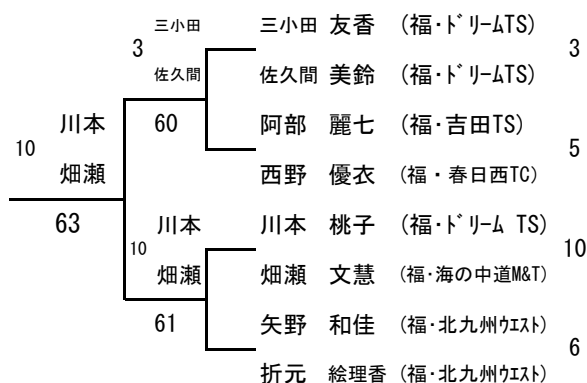 三小田 三小田 友香 (福・ドリームTS)
3 3
佐久間 佐久間 美鈴 (福・ドリームTS)
川本 60 阿部 麗七 (福・吉田TS)
10 5
畑瀬 西野 優衣 (福・春日西TC)
63 川本 川本 桃子 (福・ドリーム TS)
10 10
畑瀬 畑瀬 文慧 (福・海の中道M&T)
61 矢野 和佳 (福・北九州ウエスト)
6
折元 絵理香 (福・北九州ウエスト)